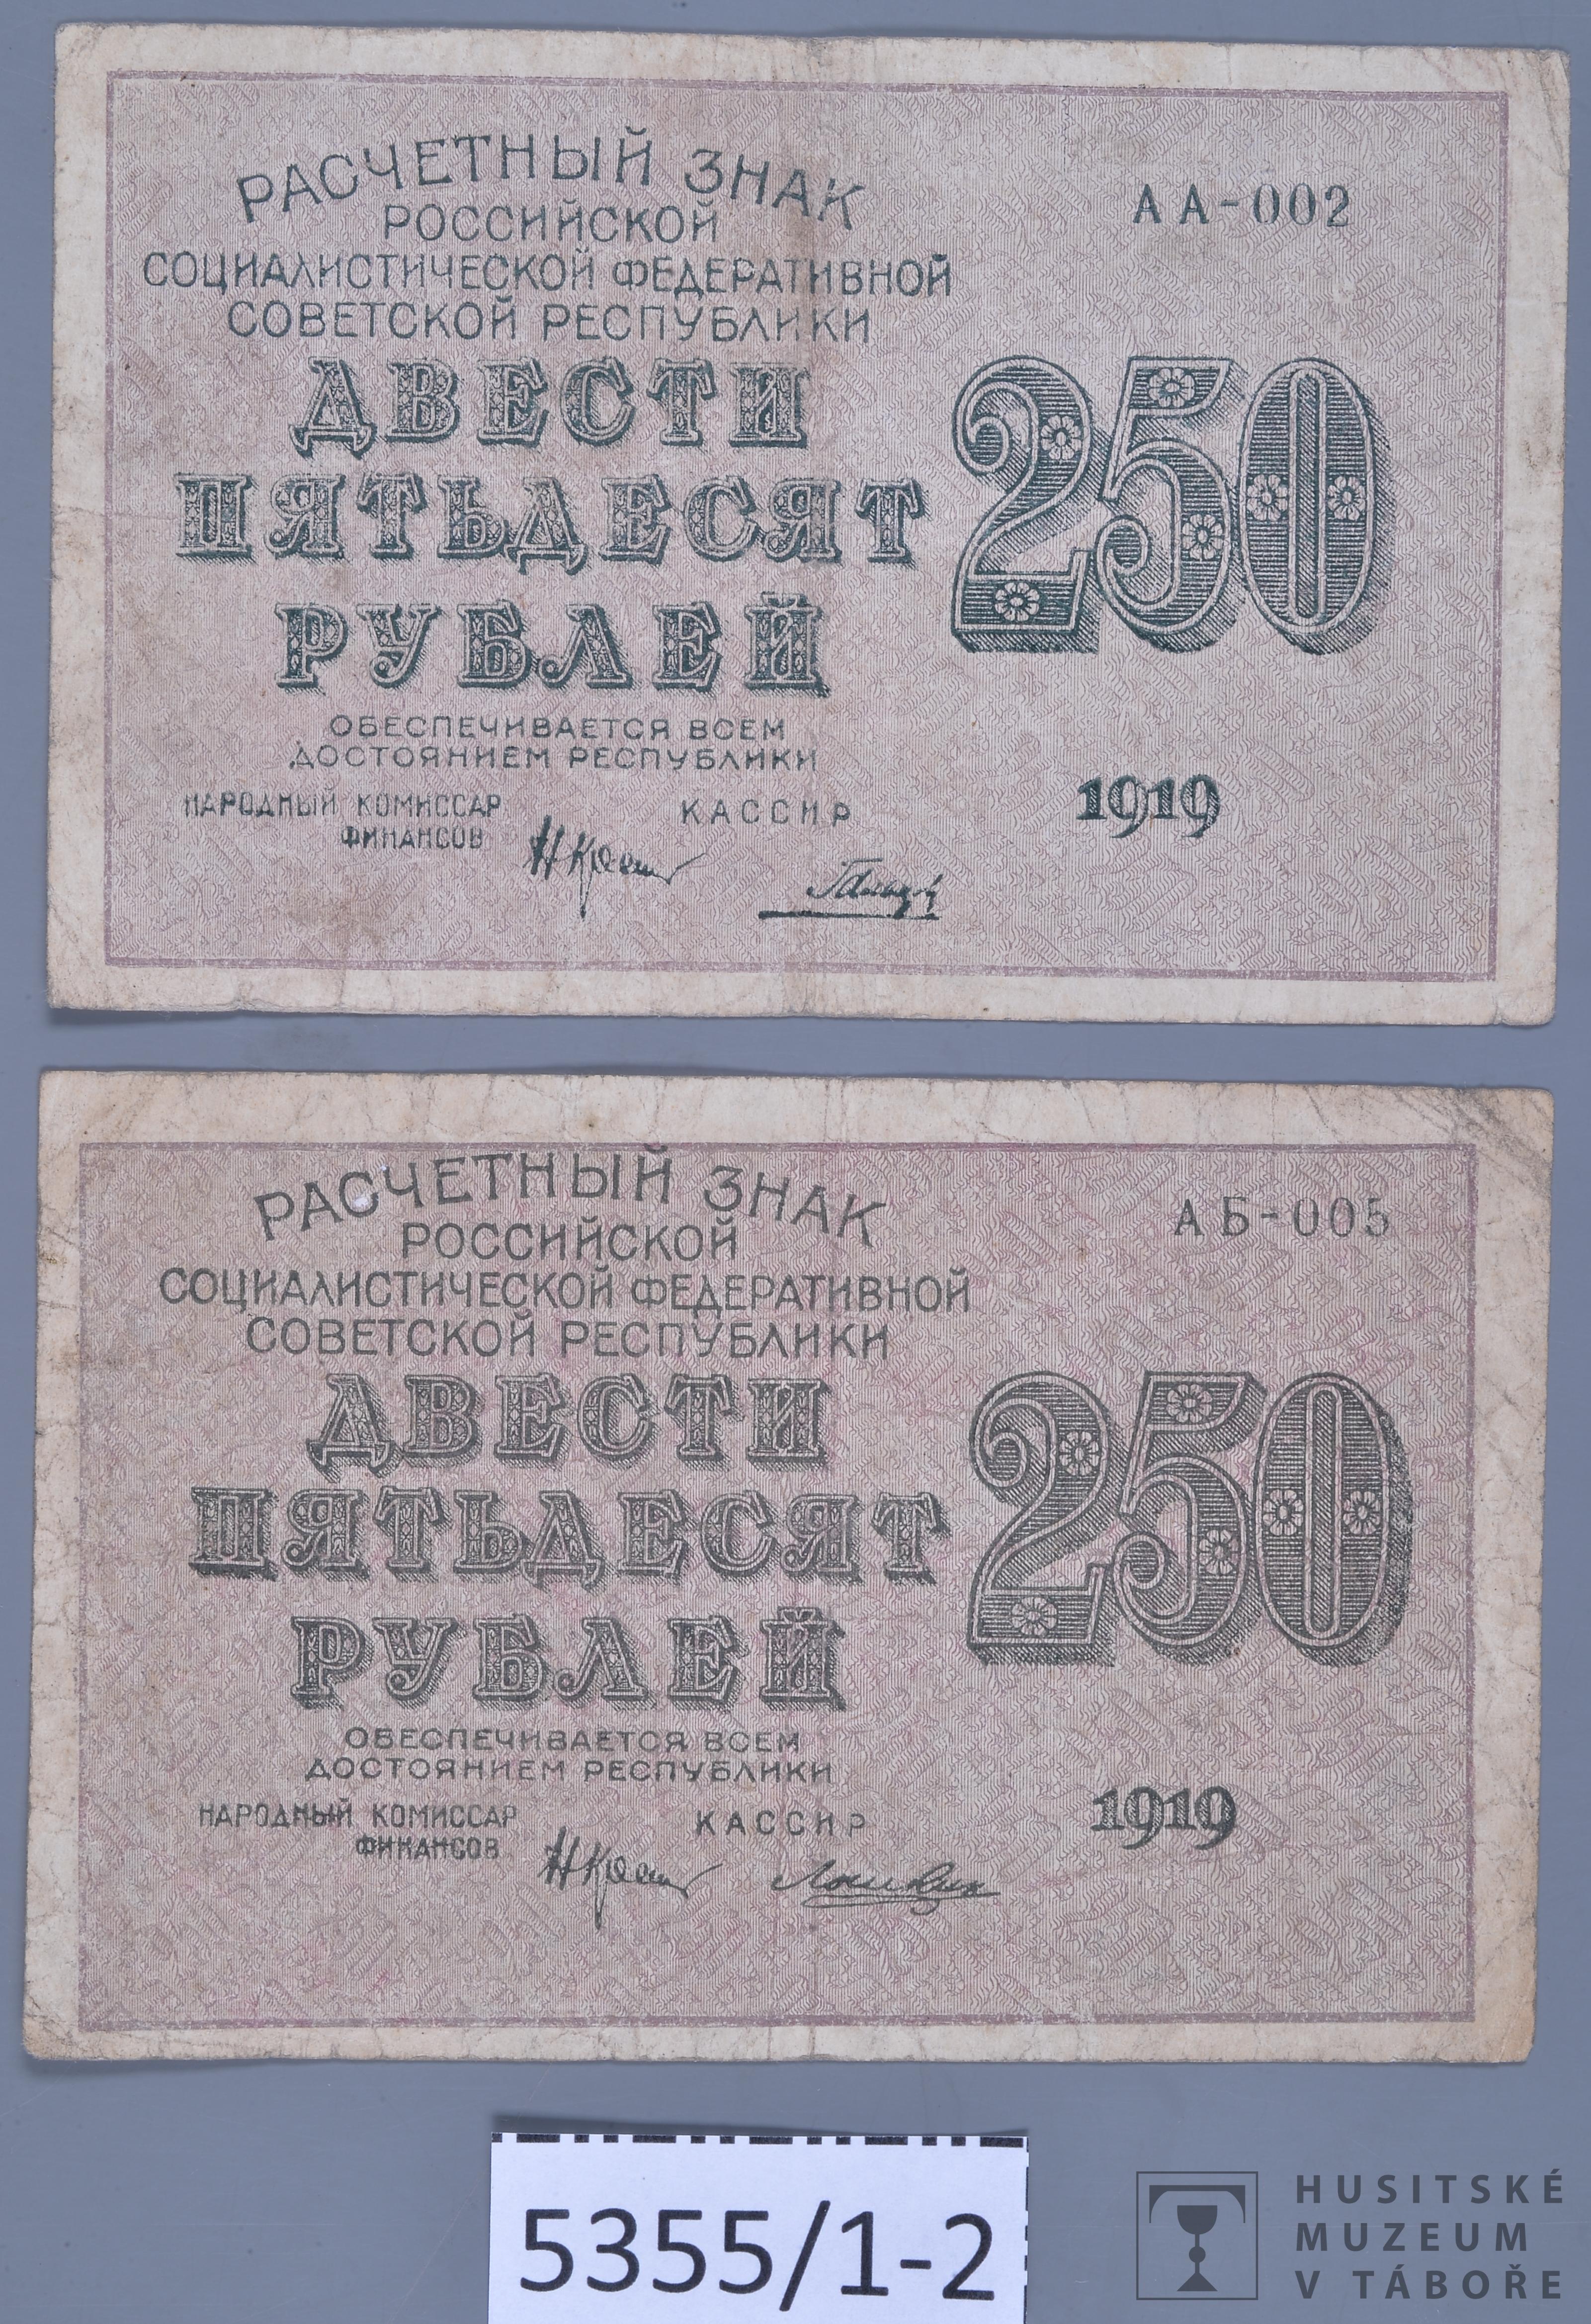 РАСЧЕТНЫЙ ЗНАК
РОССИЙСКОЙ
СОЦИАЛИСТИЧЕСКОЙ ФЕДЕРАТИВНОЙ
СОВЕТСКОЙ РЕСПУБЛИКИ
АА-002
ДВЕСТИ
ПЯТЬДЕСЯТ
РУБЛЕЙ
250
ОБЕСПЕЧИВАЕТСЯ ВСЕМ
ДОСТОЯНИЕМ РЕСПУБЛИКИ
НАРОДНЫЙ КОМИССАР
ФИНАНСОВ
КАССИР
1919
РАСЧЕТНЫЙ ЗНАК
РОССИЙСКОЙ
СОЦИАЛИСТИЧЕСКОЙ ФЕДЕРАТИВНОЙ
СОВЕТСКОЙ РЕСПУБЛИКИ
АБ-005
ДВЕСТИ
ПЯТЬДЕСЯТ
РУБЛЕЙ
250
ОБЕСПЕЧИВАЕТСЯ ВСЕМ
ДОСТОЯНИЕМ РЕСПУБЛИКИ
НАРОДНЫЙ КОМИССАР
ФИНАНСОВ
КАССИР
1919
5355/1-2
HUSITSKÉ
MUZEUM
V TÁBOŘE